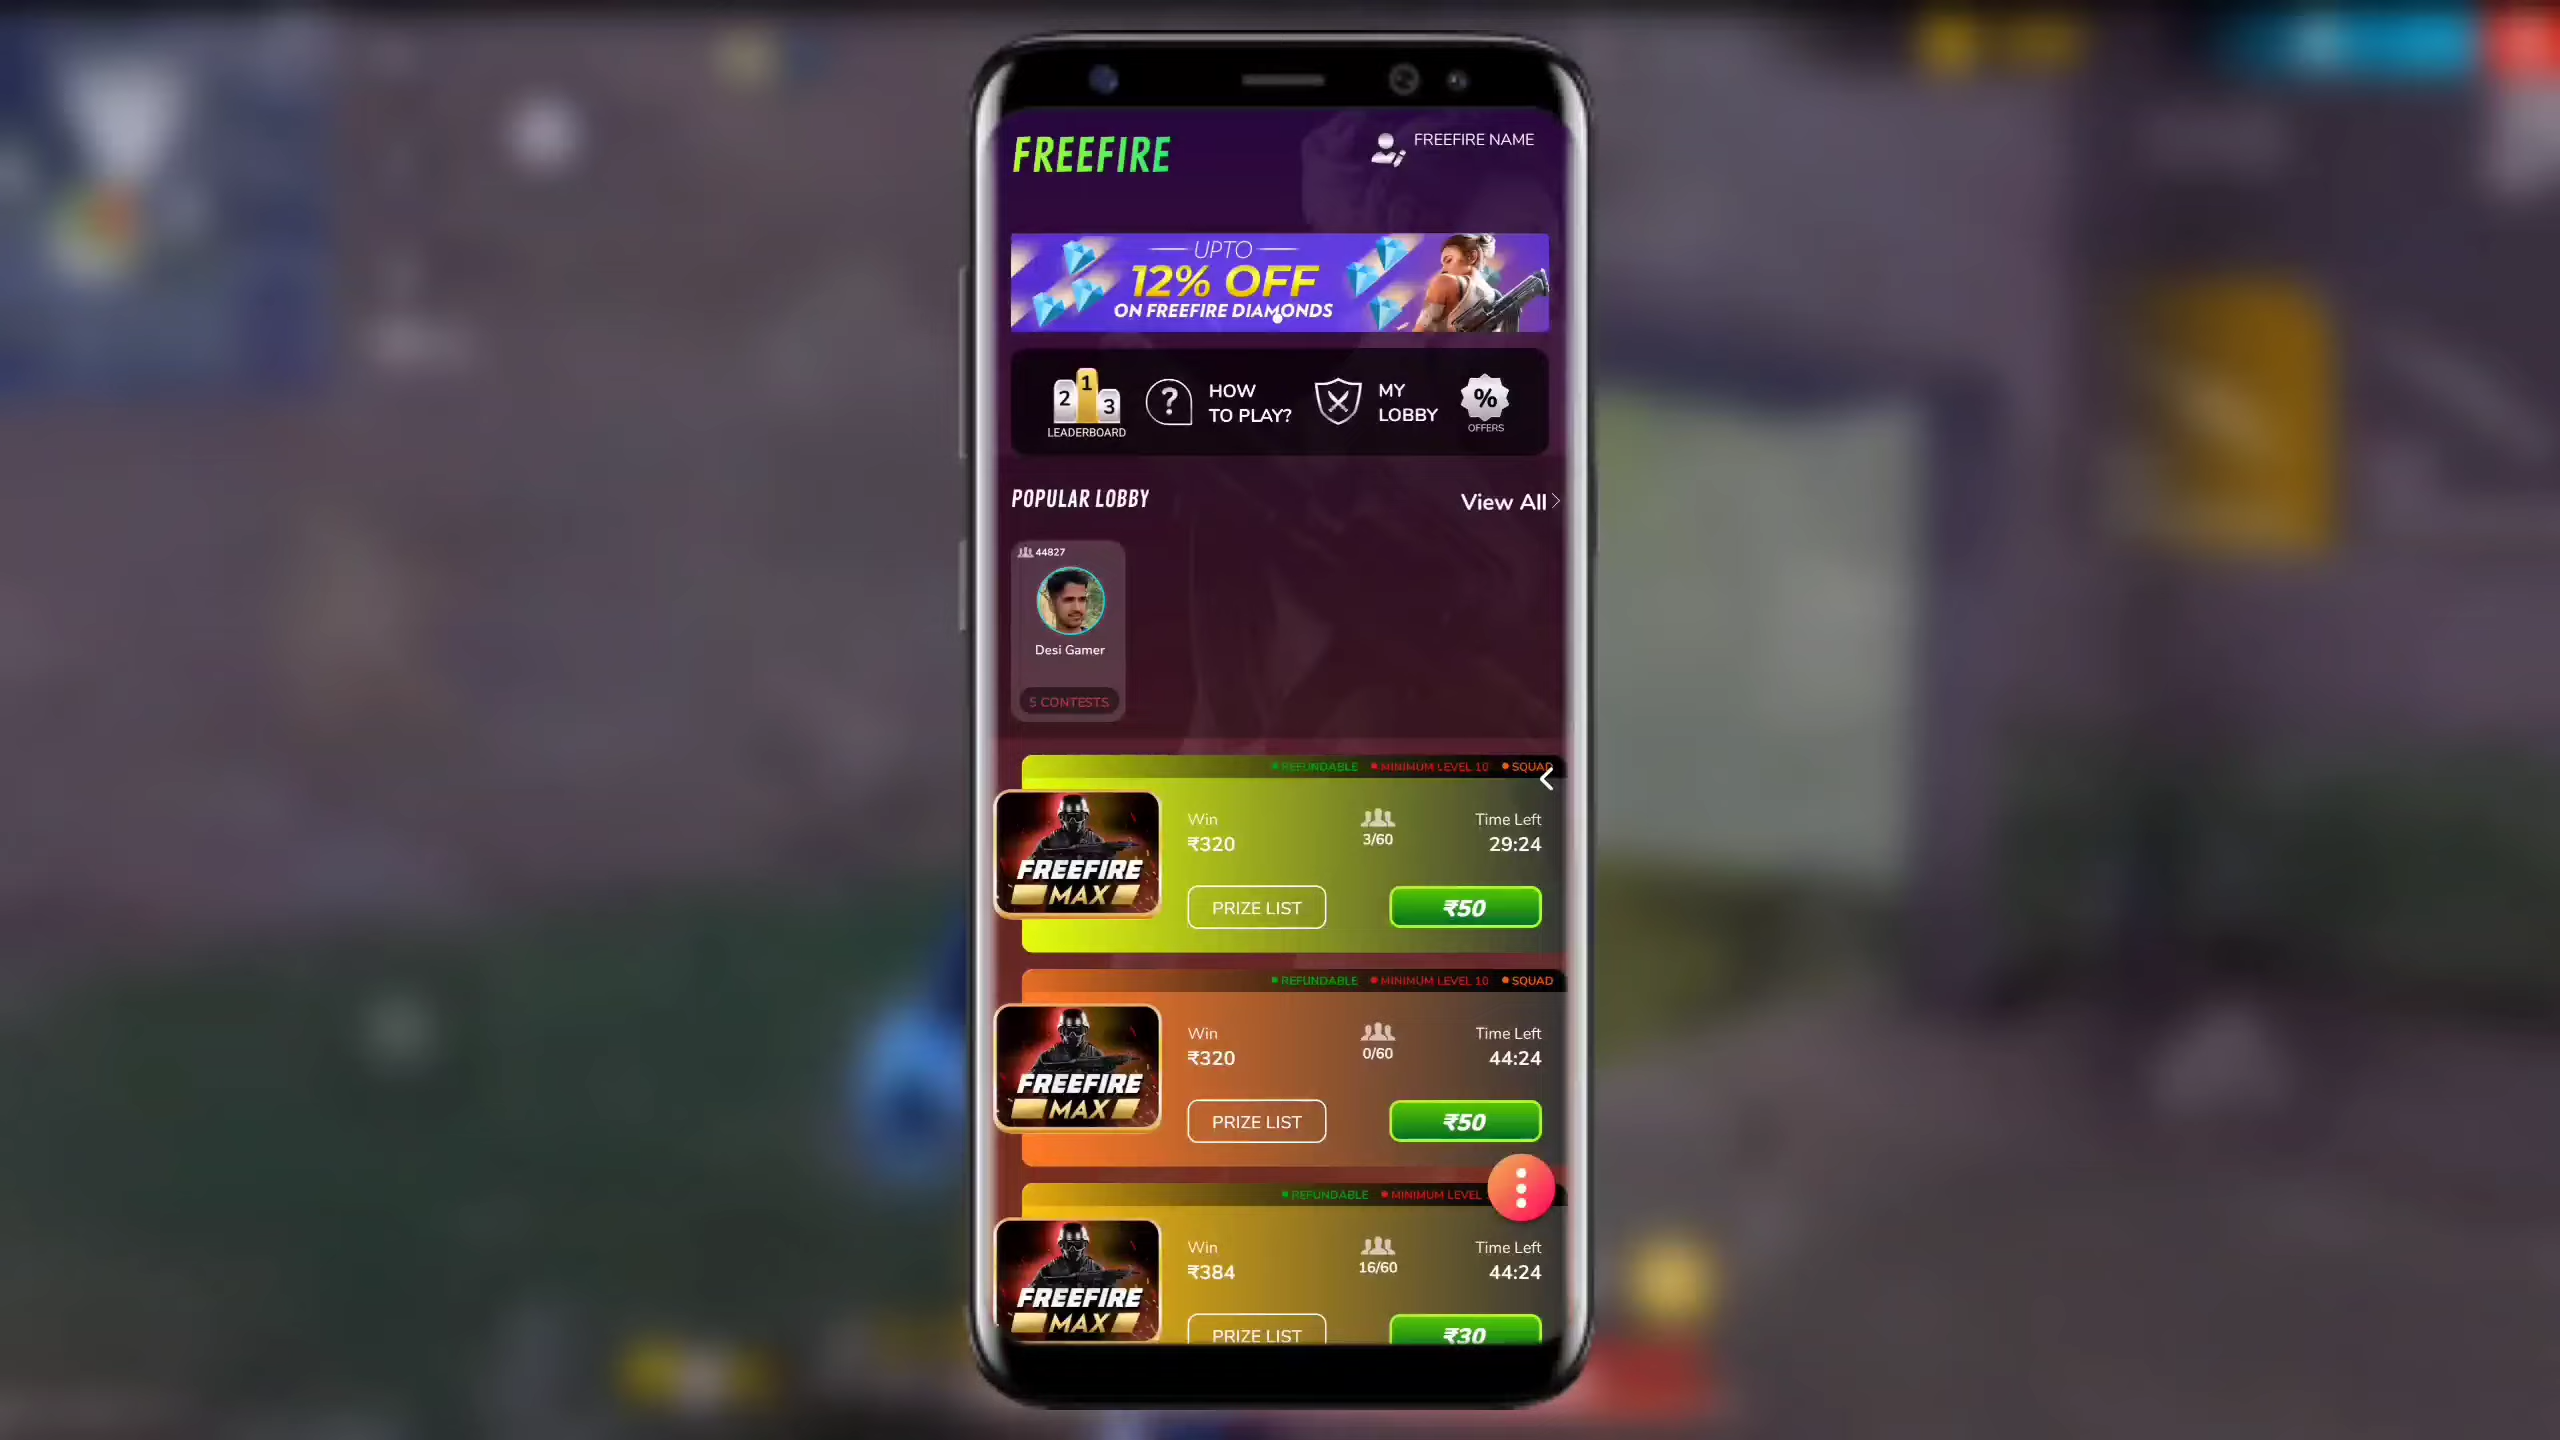 FREEFIRE
FREEFIRE NAME
UPTO
12% OFF
ON FREEFIRE DIAMONDS
2 1 3
LEADERBOARD
?
HOW
TO PLAY?
MY
LOBBY
%
OFFERS
POPULAR LOBBY
View All
44827
Desi Gamer
5 CONTESTS
REFUNDABLE MINIMUM LEVEL 10 SQUAD
Win
₹320
3/60
Time Left
29:24
FREEFIRE
MAX
PRIZE LIST
₹50
REFUNDABLE MINIMUM LEVEL 10 SQUAD
Win
₹320
0/60
Time Left
44:24
FREEFIRE
MAX
PRIZE LIST
₹50
REFUNDABLE MINIMUM LEVEL
Win
₹384
16/60
Time Left
44:24
FREEFIRE
MAX
PRIZE LIST
₹30